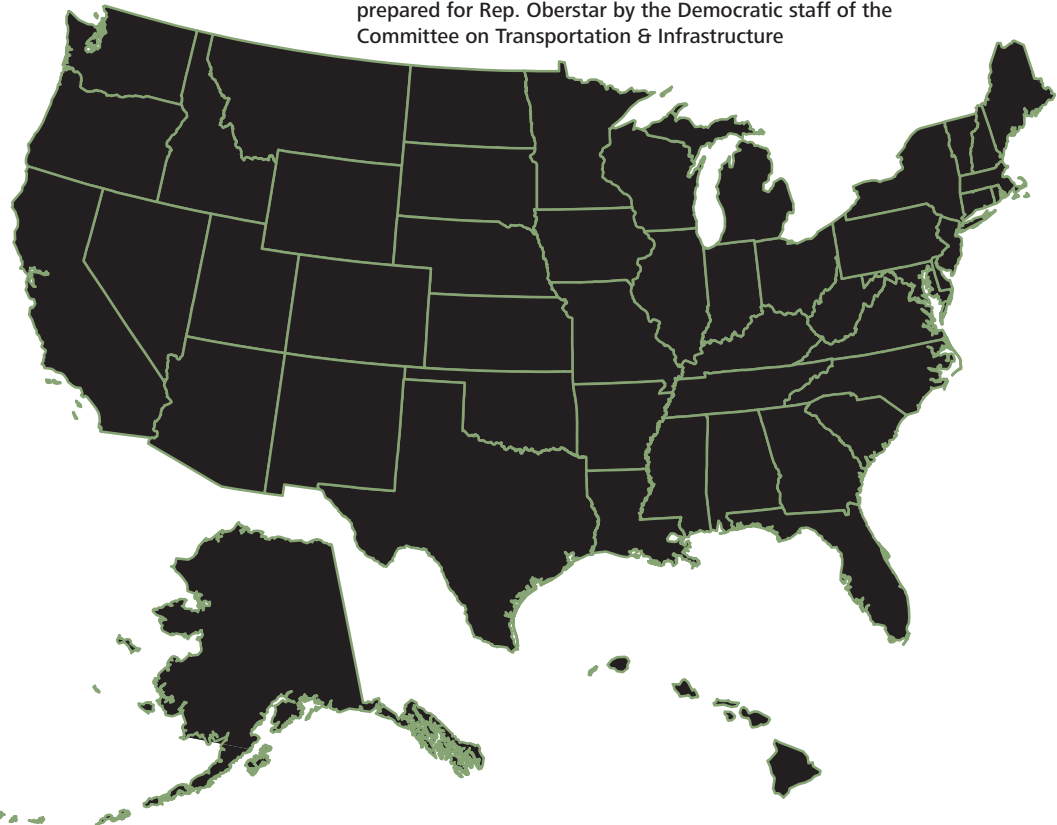 prepared for Rep. Oberstar by the Democratic staff of the
Committee on Transportation & Infrastructure